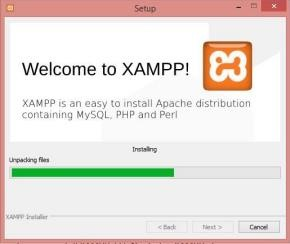 Setup
Welcome to XAMPP!
XAMPP is an easy to install Apache distribution
containing MySQL, PHP and Perl
Installing
Unpacking files
XAMPP Installer
< Back
Next >
Cancel